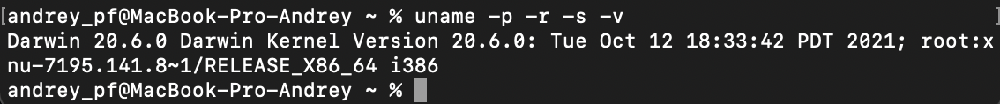 [andrey_pf@MacBook-Pro-Andrey ~ % uname -p -r -s -v ]
Darwin 20.6.0 Darwin Kernel Version 20.6.0: Tue Oct 12 18:33:42 PDT 2021; root:x
nu-7195.141.8~1/RELEASE_X86_64 i386
andrey_pf@MacBook-Pro-Andrey ~ %